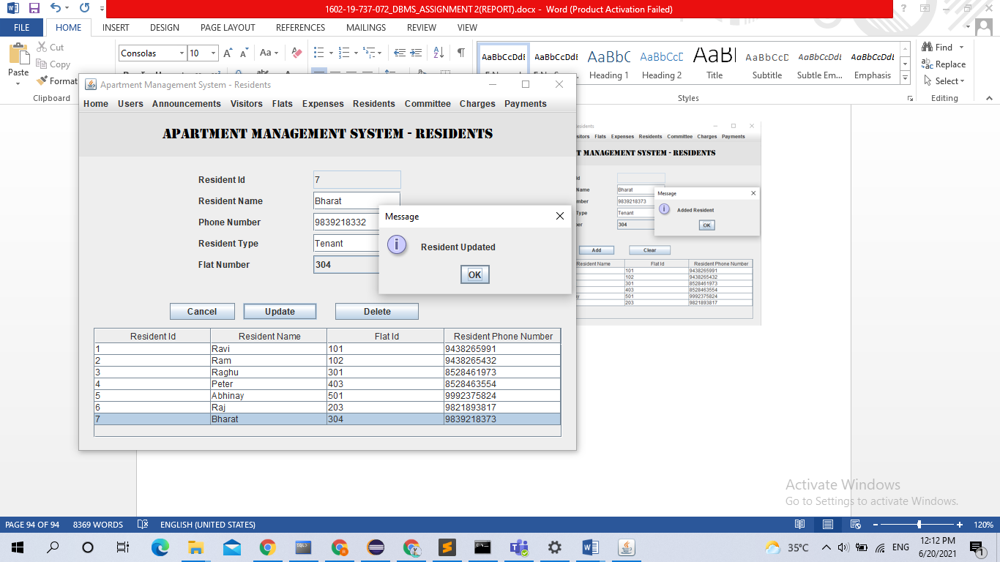 1602-19-737-072_DBMS_ASSIGNMENT 2(REPORT).docx - Word (Product Activation Failed)
FILE HOME INSERT DESIGN PAGE LAYOUT REFERENCES MAILINGS REVIEW VIEW
Paste
Cut
Copy
Format
Clipboard
Consolas 10
AaBbCcDdI AaBbCcDdI AaBbC AaBbCcD AaB AaBbCcD AaBbCcDdI AaBbCcDdI
Heading 1 Heading 2 Title Subtitle Subtle Em... Emphasis
Styles
Find
Replace
Select
Editing
Apartment Management System - Residents
Home Users Announcements Visitors Flats Expenses Residents Committee Charges Payments
APARTMENT MANAGEMENT SYSTEM - RESIDENTS
Resident Id 7
Resident Name Bharat
Phone Number 9839218332
Resident Type Tenant
Flat Number 304
Message
Resident Updated
OK
Cancel Update Delete
Resident Id Resident Name Flat Id Resident Phone Number
1 Ravi 101 9438265991
2 Ram 102 9438265432
3 Raghu 301 8528461973
4 Peter 403 8528463554
5 Abhinay 501 9992375824
6 Raj 203 9821893817
7 Bharat 304 9839218373
Flats Expenses Residents Committee Charges Payments
MANAGEMENT SYSTEM - RESIDENTS
Name Bharat
9839218373
Type Tenant
304
Message
Added Resident
OK
Add Clear
Resident Name Flat Id Resident Phone Number
101 9438265991
102 9438265432
301 8528461973
403 8528463554
501 9992375824
203 9821893817
Activate Windows
Go to Settings to activate Windows.
PAGE 94 OF 94 8369 WORDS ENGLISH (UNITED STATES) 120%
35°C ENG 12:12 PM
6/20/2021